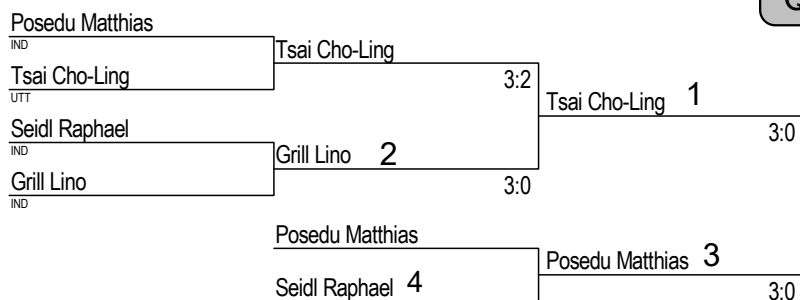 Posedu Matthias
IND
Tsai Cho-Ling
3:2
Tsai Cho-Ling
UTT
Tsai Cho-Ling 1
3:0
Seidl Raphael
IND
Grill Lino 2
3:0
Grill Lino
IND
Posedu Matthias
Posedu Matthias 3
3:0
Seidl Raphael 4